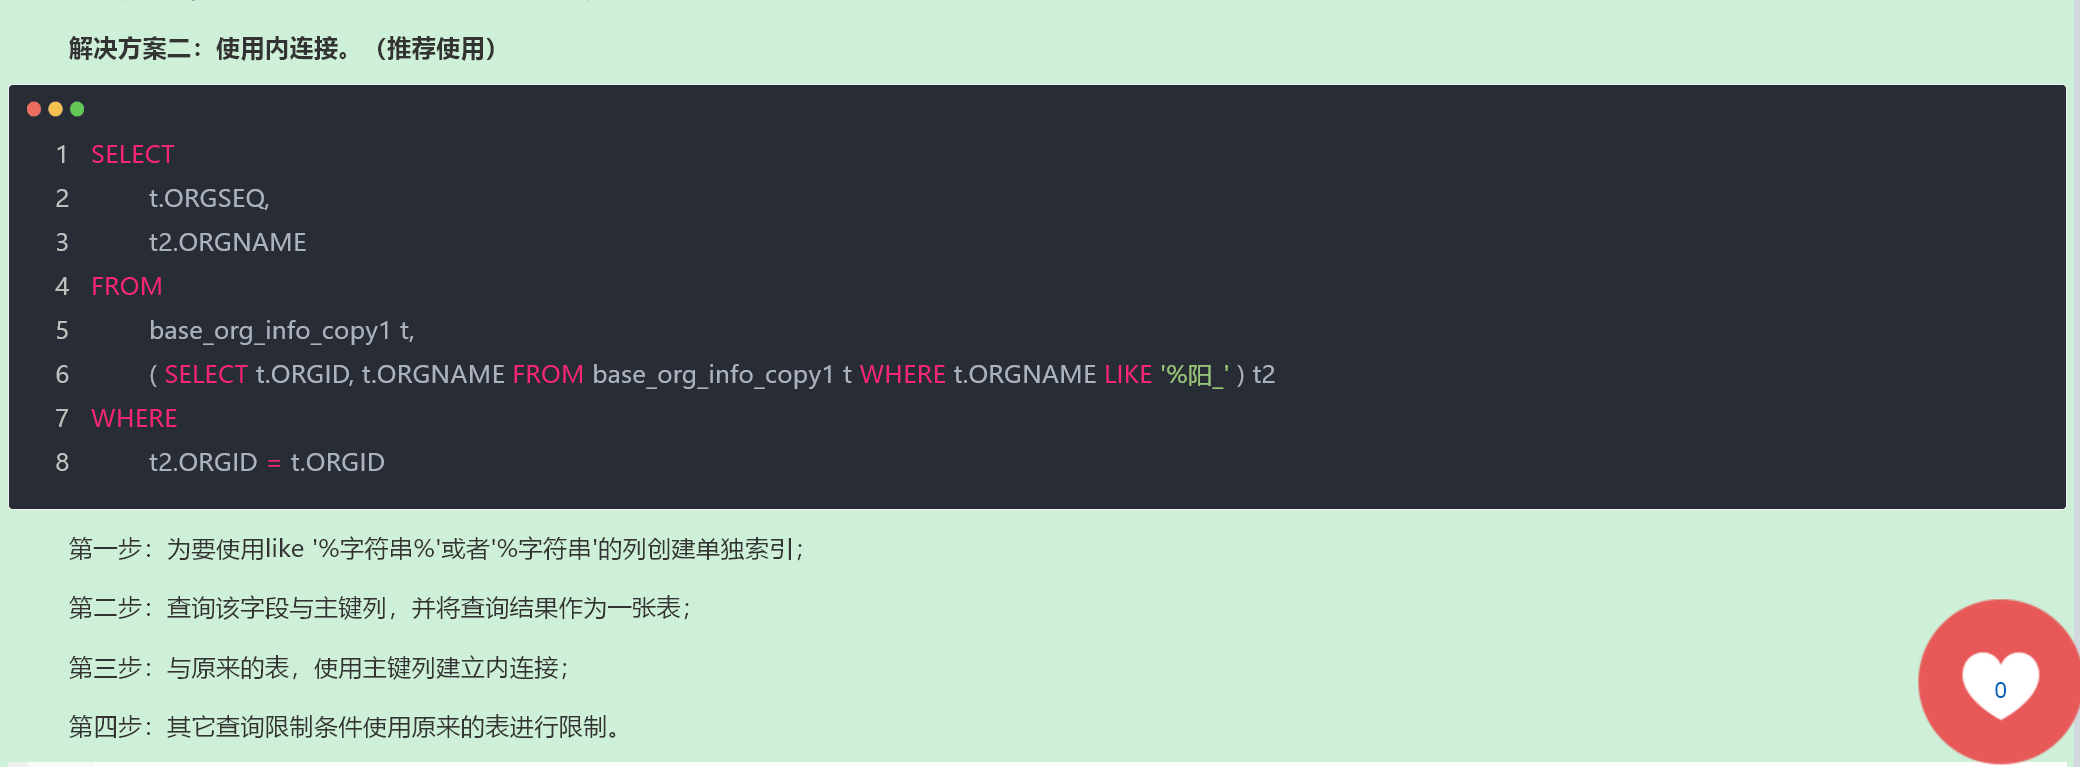 解决方案二：使用内连接。（推荐使用）
1 SELECT
2 t.ORGSEQ,
3 t2.ORGNAME
4 FROM
5 base_org_info_copy1 t,
6 ( SELECT t.ORGID, t.ORGNAME FROM base_org_info_copy1 t WHERE t.ORGNAME LIKE '%阳_' ) t2
7 WHERE
8 t2.ORGID = t.ORGID
第一步：为要使用like '%字符串%'或者'%字符串'的列创建单独索引；
第二步：查询该字段与主键列，并将查询结果作为一张表；
第三步：与原来的表，使用主键列建立内连接；
0
第四步：其它查询限制条件使用原来的表进行限制。